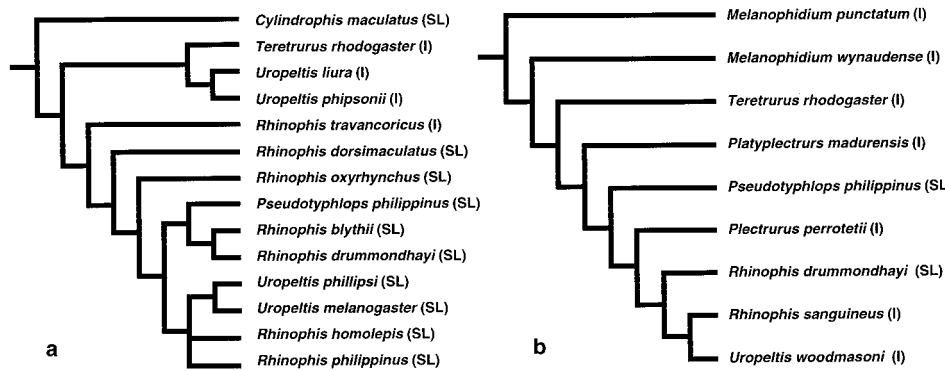 Cylindrophis maculatus (SL)
Teretrurus rhodogaster (I)
Uropeltis liura (I)
Uropeltis phipsonii (I)
Rhinophis travancoricus (I)
Rhinophis dorsimaculatus (SL)
Rhinophis oxyrhynchus (SL)
Pseudotyphlops philippinus (SL)
Rhinophis blythii (SL)
Rhinophis drummondhayi (SL)
Uropeltis phillipsi (SL)
Uropeltis melanogaster (SL)
Rhinophis homolepis (SL)
Rhinophis philippinus (SL)
a
Melanophidium punctatum (I)
Melanophidium wynaudense (I)
Teretrurus rhodogaster (I)
Platyplectrurs madurensis (I)
Pseudotyphlops philippinus (SL
Plectrurus perrotetii (I)
Rhinophis drummondhayi (SL)
Rhinophis sanguineus (I)
Uropeltis woodmasoni (I)
b